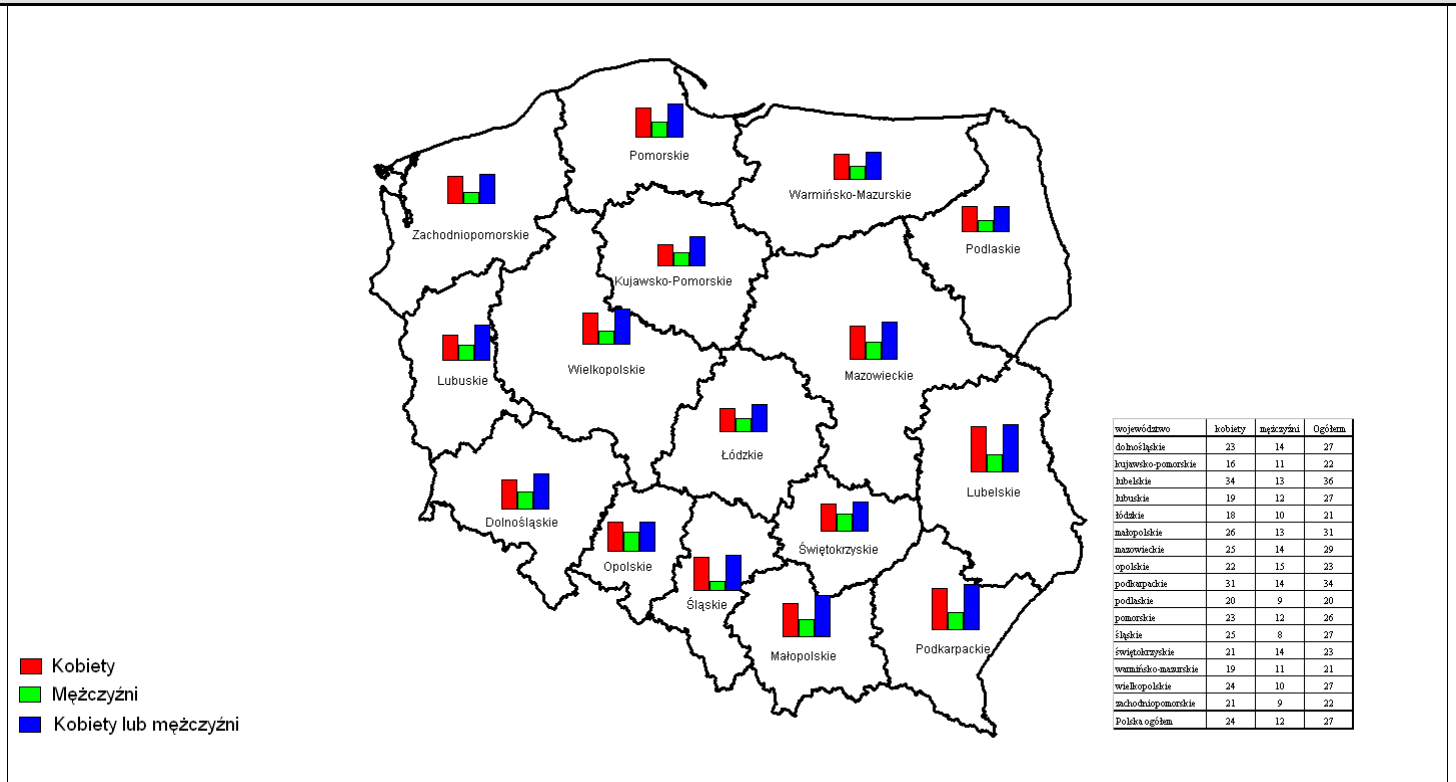 Pomorskie
Warmińsko-Mazurskie
Zachodniopomorskie
Podlaskie
Kujawsko-Pomorskie
Wielkopolskie
Mazowieckie
Lubuskie
Łódzkie
Lubelskie
Dolnośląskie
Świętokrzyskie
Opolskie
Śląskie
Małopolskie
Podkarpackie
Kobiety
Mężczyźni
Kobiety lub mężczyźni
województwo kobiety mężczyźni Ogółem
dolnośląskie 23 14 27
kujawsko-pomorskie 16 11 22
lubelskie 34 13 36
lubuskie 19 12 27
łódzkie 18 10 21
małopolskie 26 13 31
mazowieckie 25 14 29
opolskie 22 15 23
podkarpackie 31 14 34
podlaskie 20 9 20
pomorskie 23 12 26
śląskie 25 8 27
świętokrzyskie 21 14 23
warmińsko-mazurskie 19 11 21
wielkopolskie 24 10 27
zachodniopomorskie 21 9 22
Polska ogółem 24 12 27